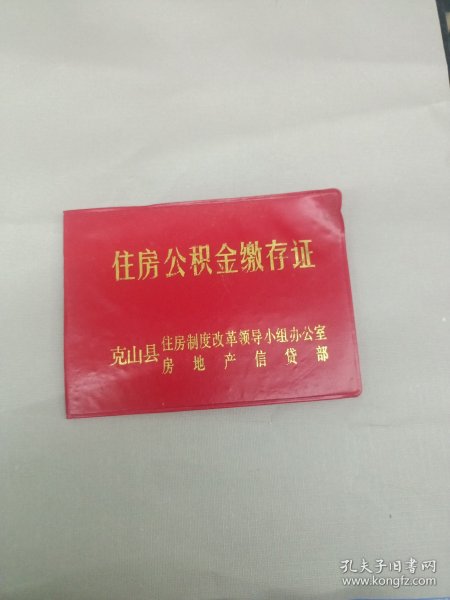 住房公积金缴存证
克山县住房制度改革领导小组办公室
房地产信贷部
孔夫子旧书网
www.kongfz.com